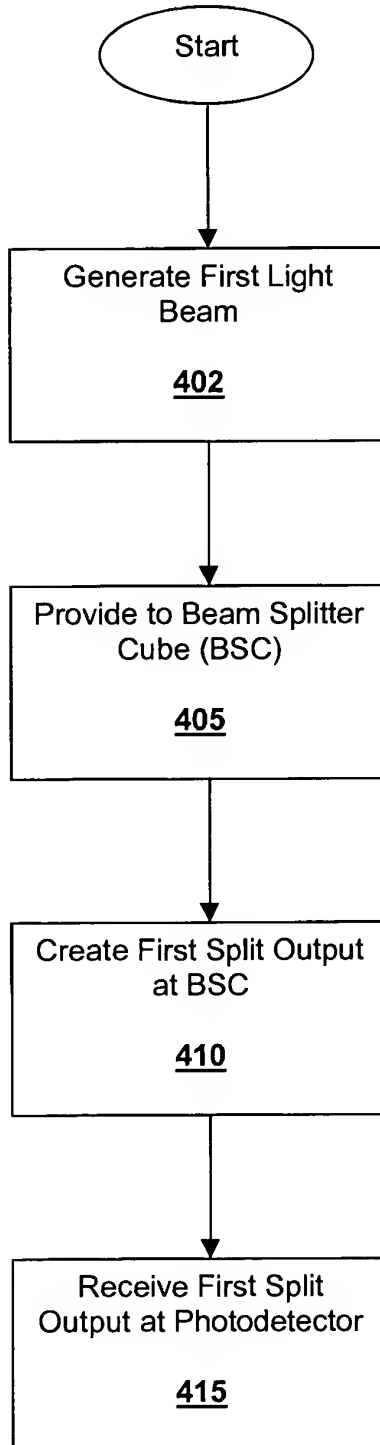 Start
Generate First Light
Beam
402
Provide to Beam Splitter
Cube (BSC)
405
Create First Split Output
at BSC
410
Receive First Split
Output at Photodetector
415